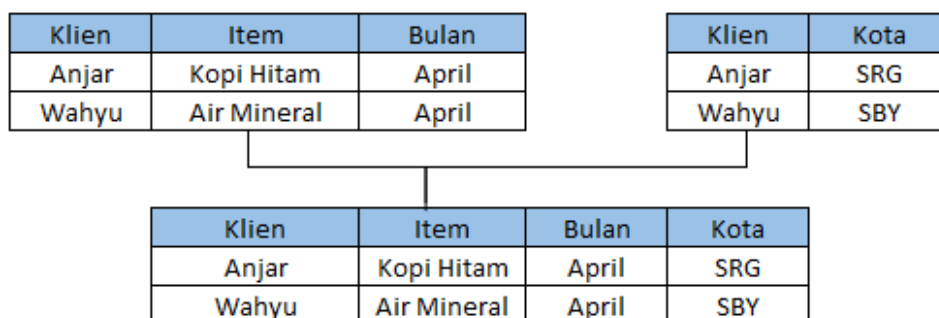 Klien Item Bulan
Anjar Kopi Hitam April
Wahyu Air Mineral April
Klien Kota
Anjar SRG
Wahyu SBY
Klien Item Bulan Kota
Anjar Kopi Hitam April SRG
Wahyu Air Mineral April SBY